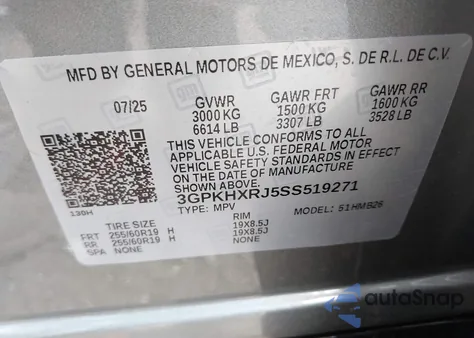 MFD BY GENERAL MOTORS DE MEXICO, S. DE R.L. DE C.V.
07/25 GVWR GAWR FRT GAWR RR
3000 KG 1500 KG 1600 KG
6614 LB 3307 LB 3528 LB
THIS VEHICLE CONFORMS TO ALL
APPLICABLE U.S. FEDERAL MOTOR
VEHICLE SAFETY STANDARDS IN
EFFECT ON THE DATE OF
MANUFACTURE SHOWN ABOVE.
3GPKHXRJ5SS519271
130H TYPE: MPV MODEL: 51HMB26
TIRE SIZE RIM
FRT 255/60R19 H 19X8.5J
RR 255/60R19 H 19X8.5J
SPA NONE NONE
autoSnap